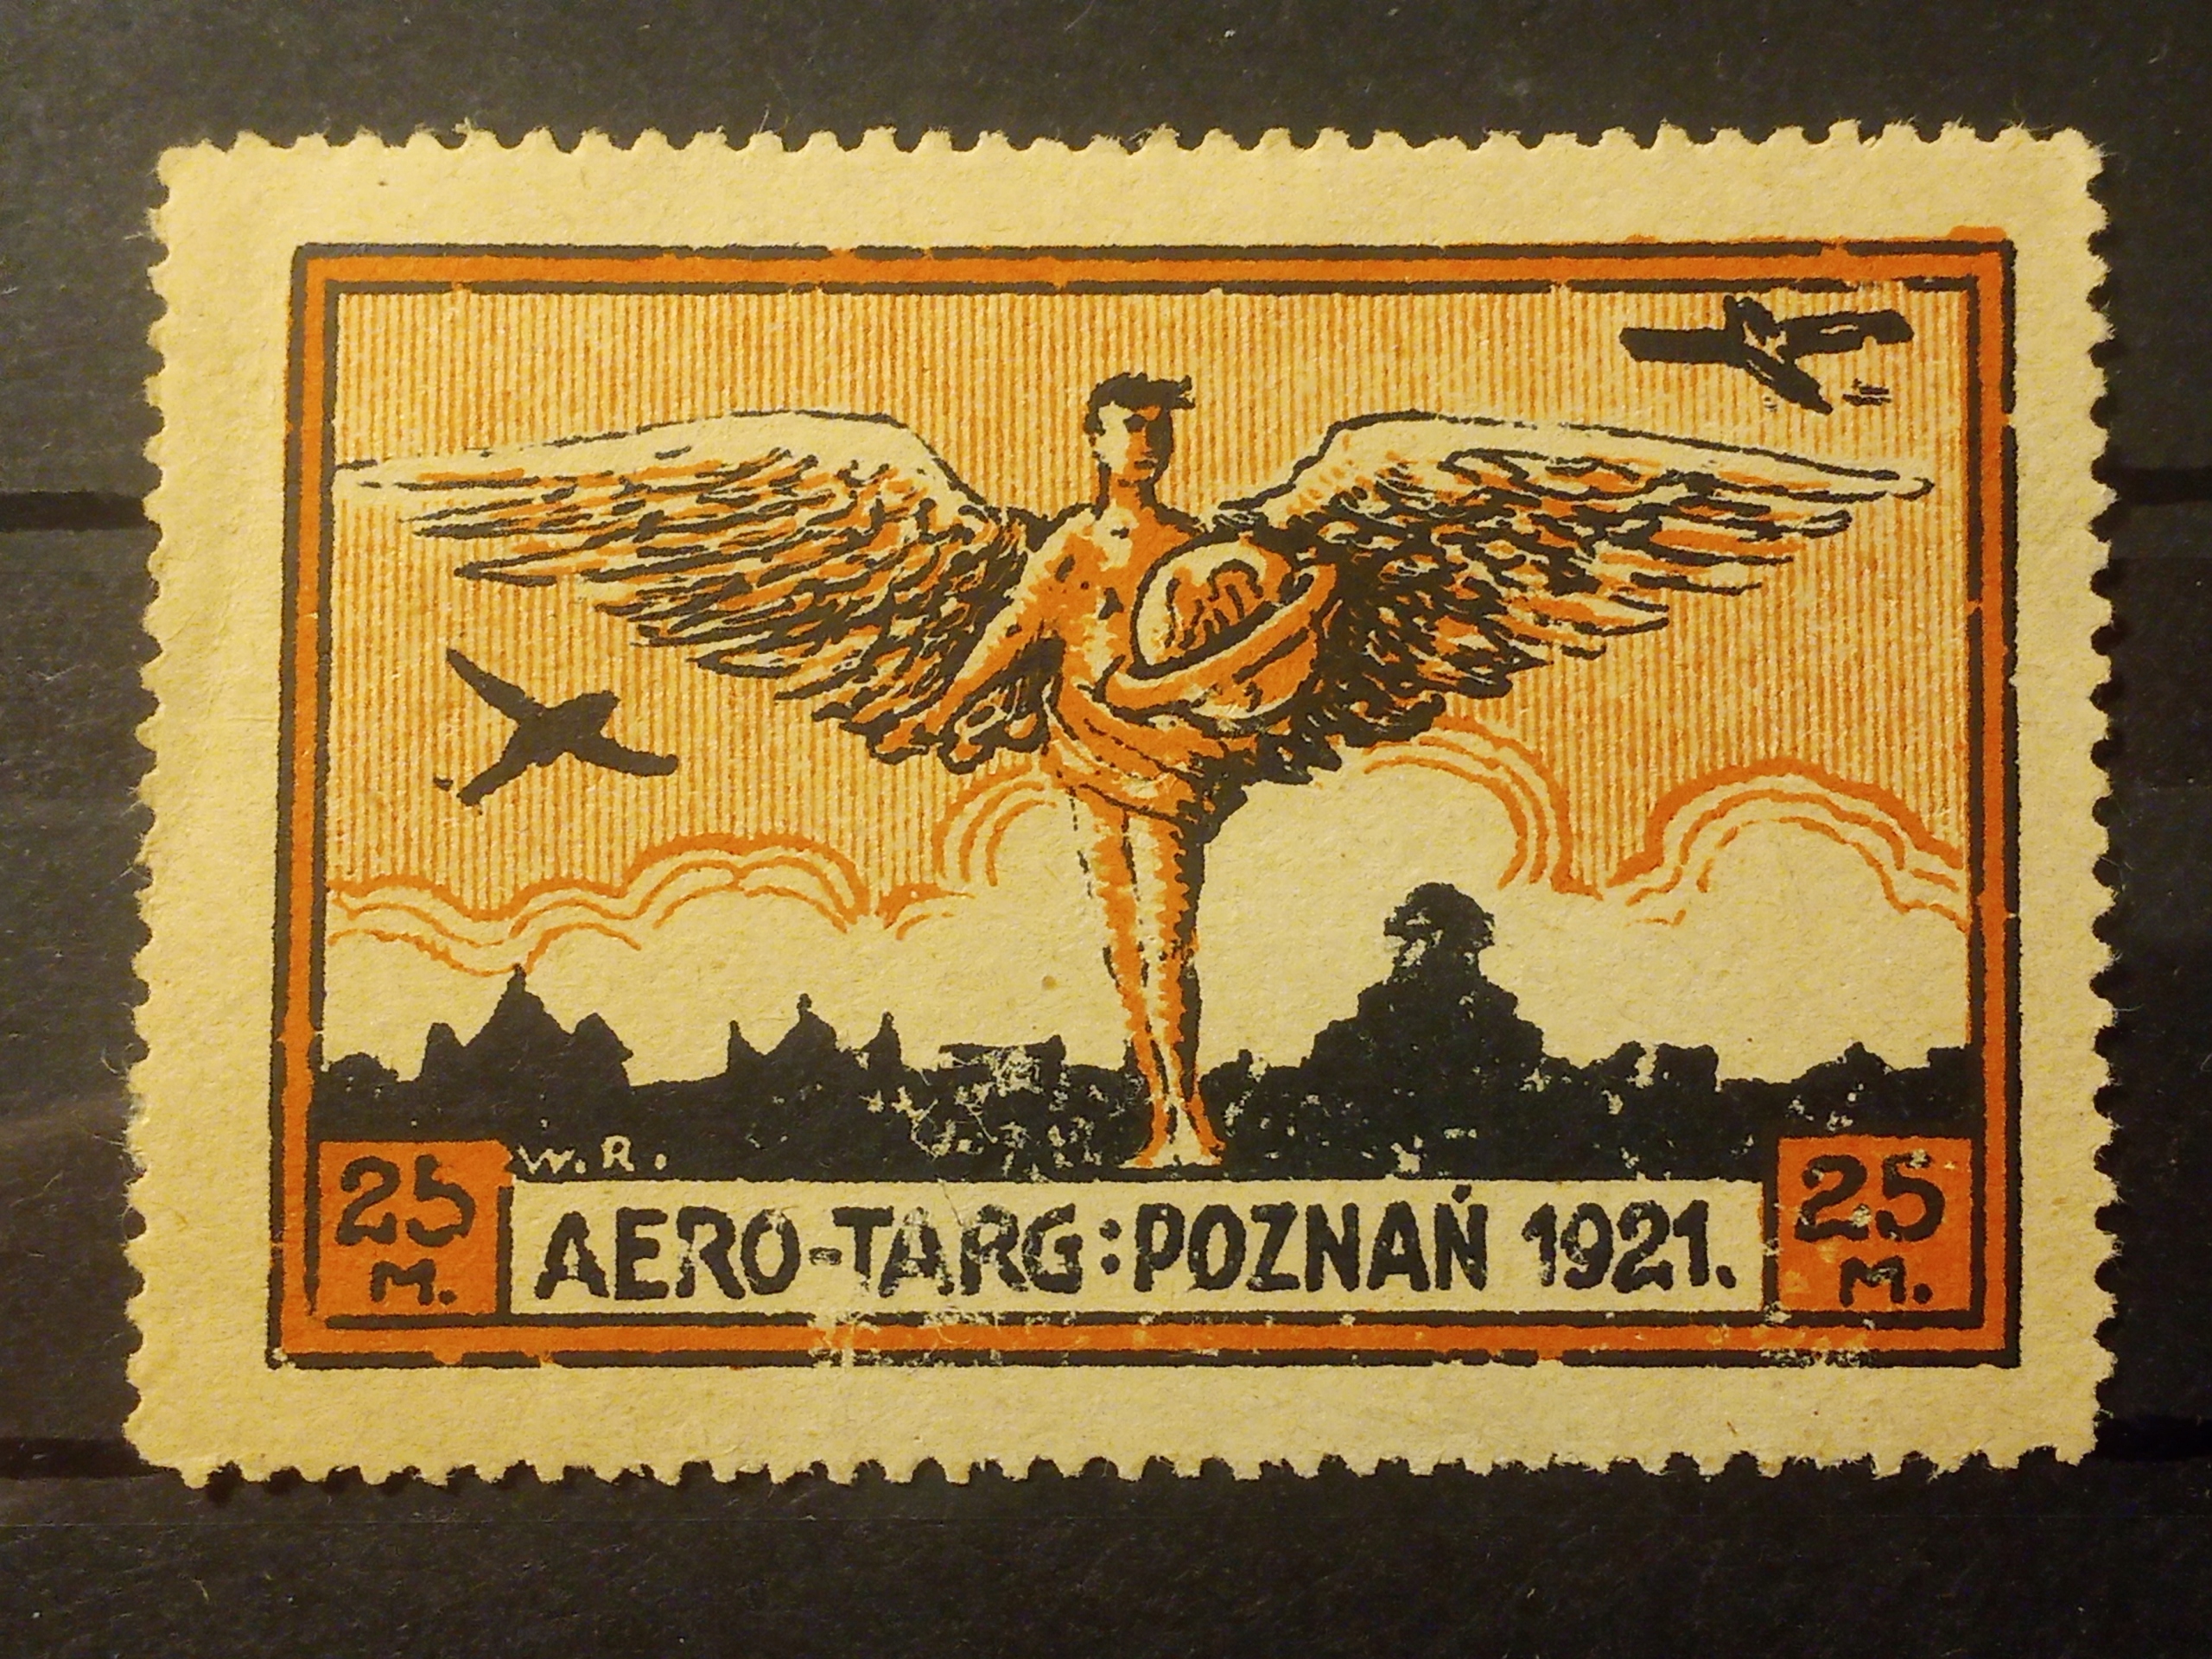 W.R.
25 M.
AERO-TARG:POZNAŃ 1921.
25 M.